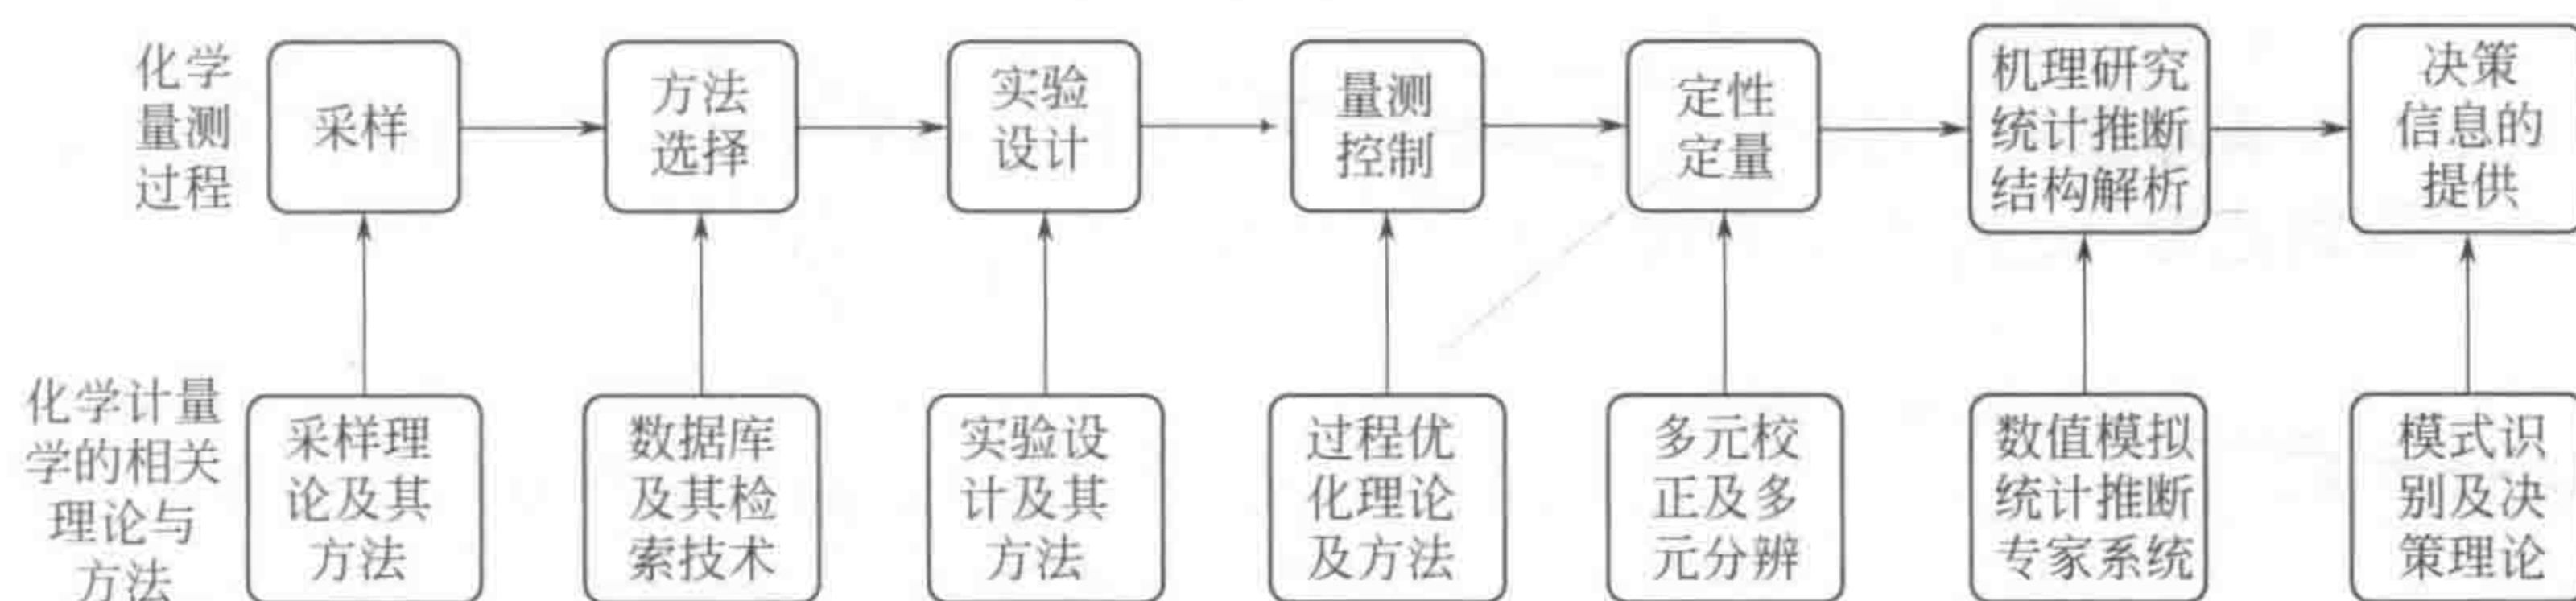 化学
量测
过程
采样
方法
选择
实验
设计
量测
控制
定性
定量
机理研究
统计推断
结构解析
决策
信息的
提供
化学计量
学的相关
理论与
方法
采样理
论及其
方法
数据库
及其检
索技术
实验设
计及其
方法
过程优
化理论
及方法
多元校
正及多
元分辨
数值模拟
统计推断
专家系统
模式识
别及决
策理论